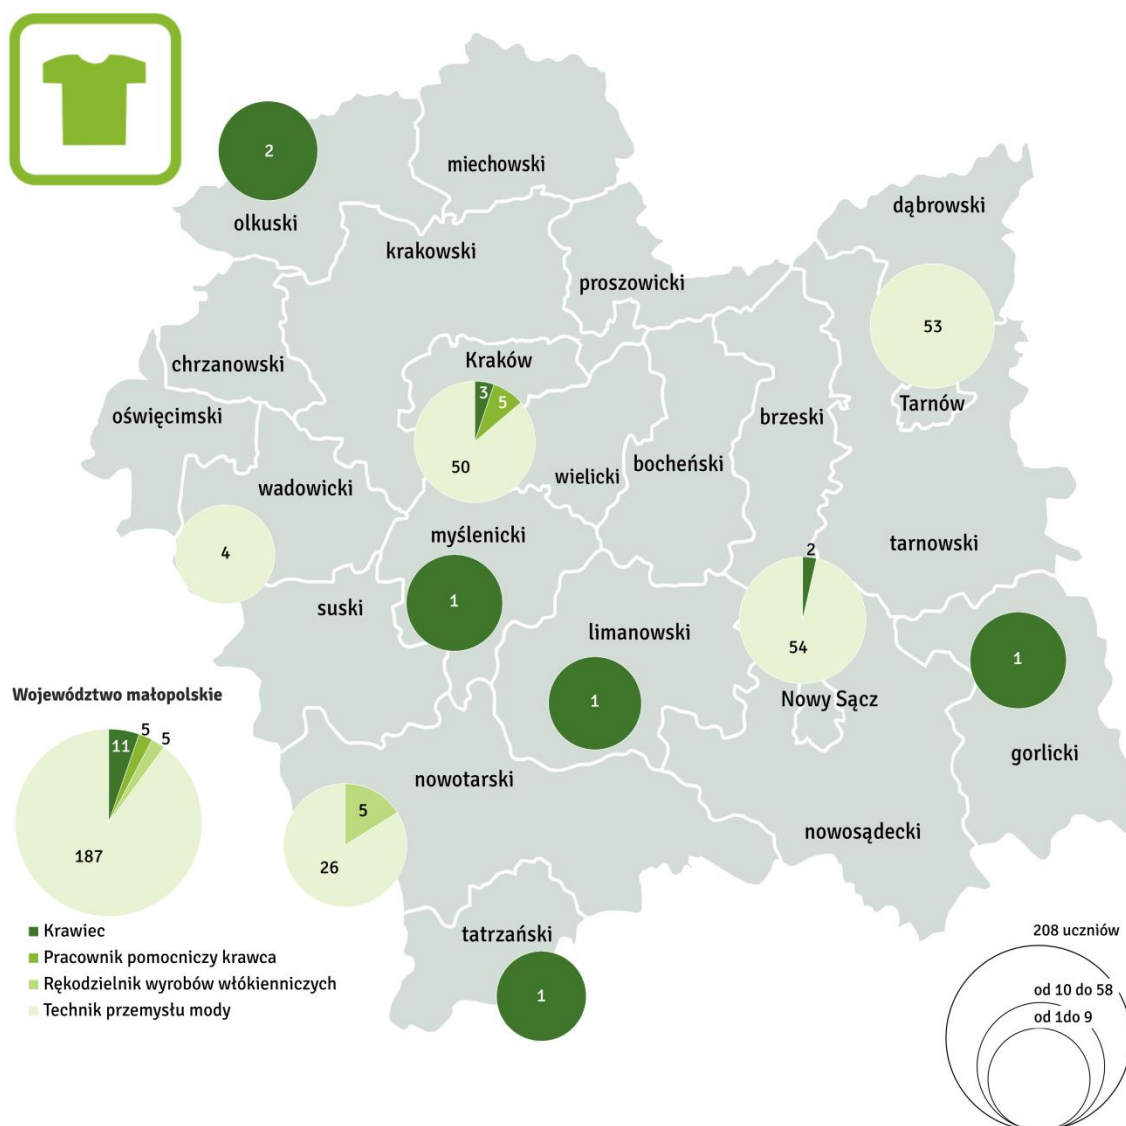 miechowski
2
dąbrowski
olkuski
krakowski
proszowicki
53
Kraków
chrzanowski
3
5
Tarnów
oświęcimski
brzeski
50
bocheński
wielicki
wadowicki
myślenicki
tarnowski
4
2
1
suski
limanowski
54
1
Nowy Sącz
1
gorlicki
Województwo małopolskie
11
5
5
187
nowotarski
5
26
nowosądecki
tatrzański
1
Krawiec
Pracownik pomocniczy krawca
Rękodzielnik wyrobów włókienniczych
Technik przemysłu mody
208 uczniów
od 10 do 58
od 1do 9